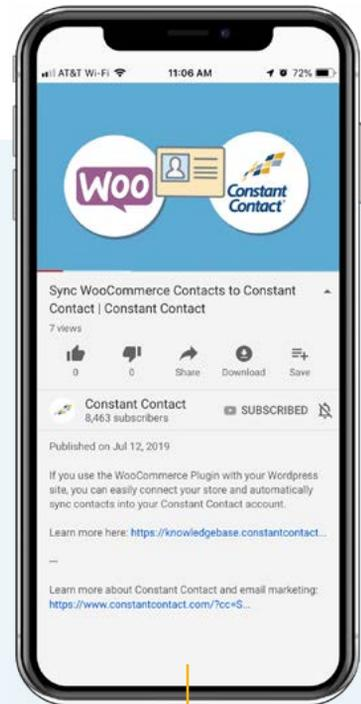 AT&T Wi-Fi 11:06 AM 72%
WOO
Constant
Contact
Sync WooCommerce Contacts to Constant
Contact | Constant Contact
7 views
0 0 Share Download Save
Constant Contact SUBSCRIBED
8,463 subscribers
Published on Jul 12, 2019
If you use the WooCommerce Plugin with your Wordpress
site, you can easily connect your store and automatically
sync contacts into your Constant Contact account.
Learn more here: https://knowledgebase.constantcontact...
---
Learn more about Constant Contact and email marketing:
https://www.constantcontact.com/?cc=S...